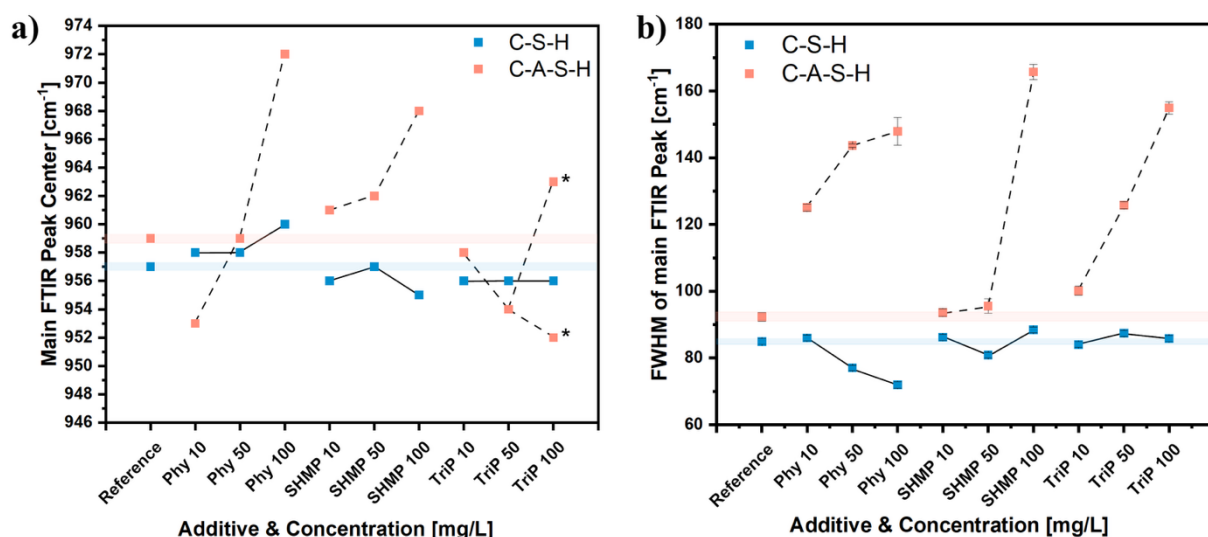 a)
Main FTIR Peak Center [cm⁻¹]
974
972
970
968
966
964
963
960
958
956
954
952
950
948
946
C-S-H
C-A-S-H
*
*
Reference
Phy 10
Phy 50
Phy 100
SHMP 10
SHMP 50
SHMP 100
TriP 10
TriP 50
TriP 100
Additive & Concentration [mg/L]
b)
FWHM of main FTIR Peak [cm⁻¹]
180
160
140
120
100
80
60
C-S-H
C-A-S-H
Reference
Phy 10
Phy 50
Phy 100
SHMP 10
SHMP 50
SHMP 100
TriP 10
TriP 50
TriP 100
Additive & Concentration [mg/L]